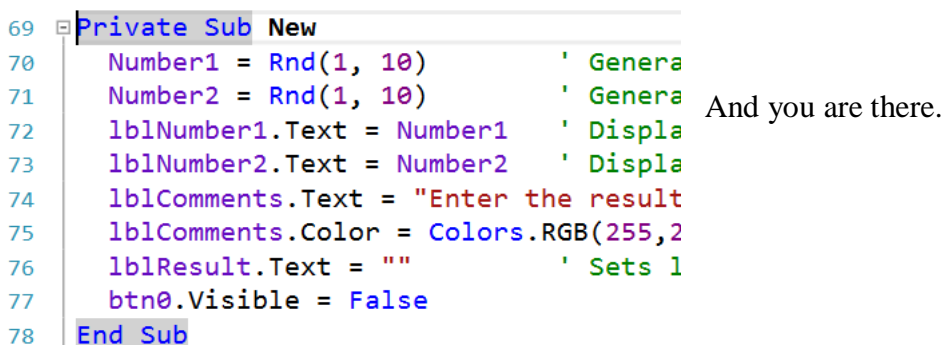 69 Private Sub New
70 Number1 = Rnd(1, 10) ' Genera
71 Number2 = Rnd(1, 10) ' Genera
And you are there.
72 lblNumber1.Text = Number1 ' Displa
73 lblNumber2.Text = Number2 ' Displa
74 lblComments.Text = "Enter the result
75 lblComments.Color = Colors.RGB(255,2
76 lblResult.Text = "" ' Sets l
77 btn0.Visible = False
78 End Sub